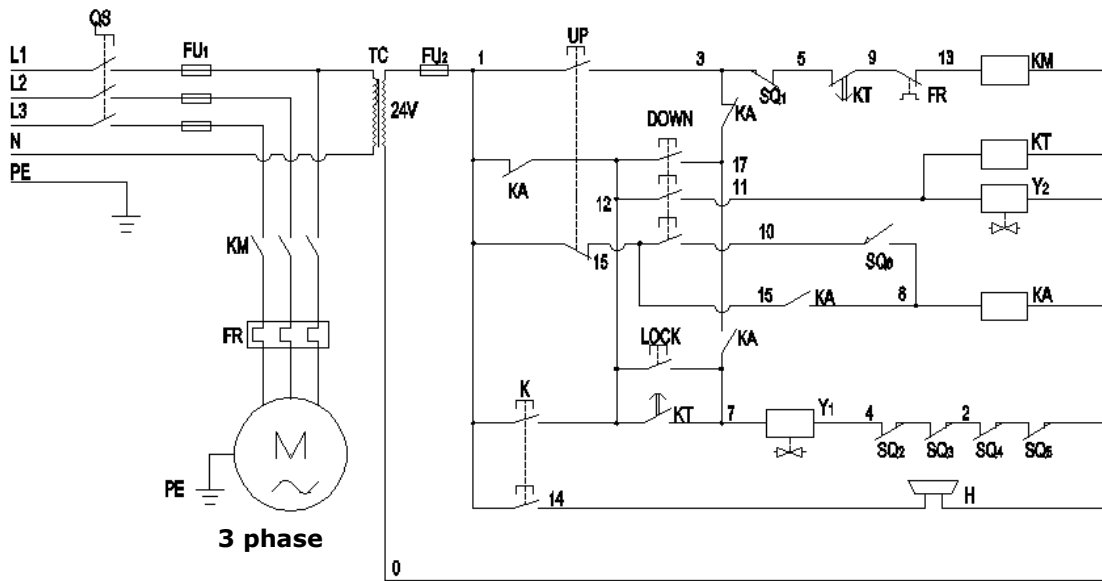 QS
L1
L2
L3
N
PE
FU1
TC
24V
FU2
1
UP
3
SQ1
5
KT
9
FR
13
KM
KA
DOWN
17
KA
KT
12
11
Y2
15
10
SQ0
15
KA
8
KA
LOCK
KA
KM
FR
M
PE
3 phase
K
KT
7
Y1
4
SQ2
SQ3
2
SQ4
SQ5
14
H
0